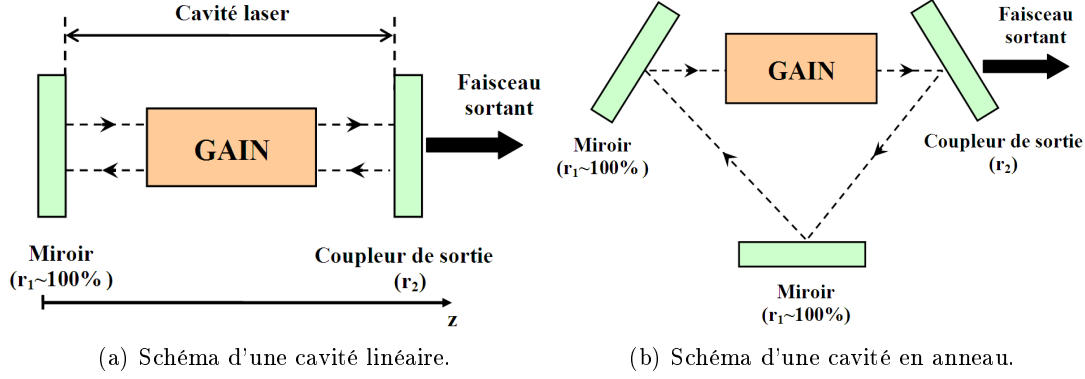 Cavité laser
Faisceau
sortant
GAIN
Miroir
(r₁~100%)
Coupleur de sortie
(r₂)
z
(a) Schéma d'une cavité linéaire.
Faisceau
sortant
GAIN
Miroir
(r₁~100%)
Coupleur de sortie
(r₂)
Miroir
(r₁~100%)
(b) Schéma d'une cavité en anneau.